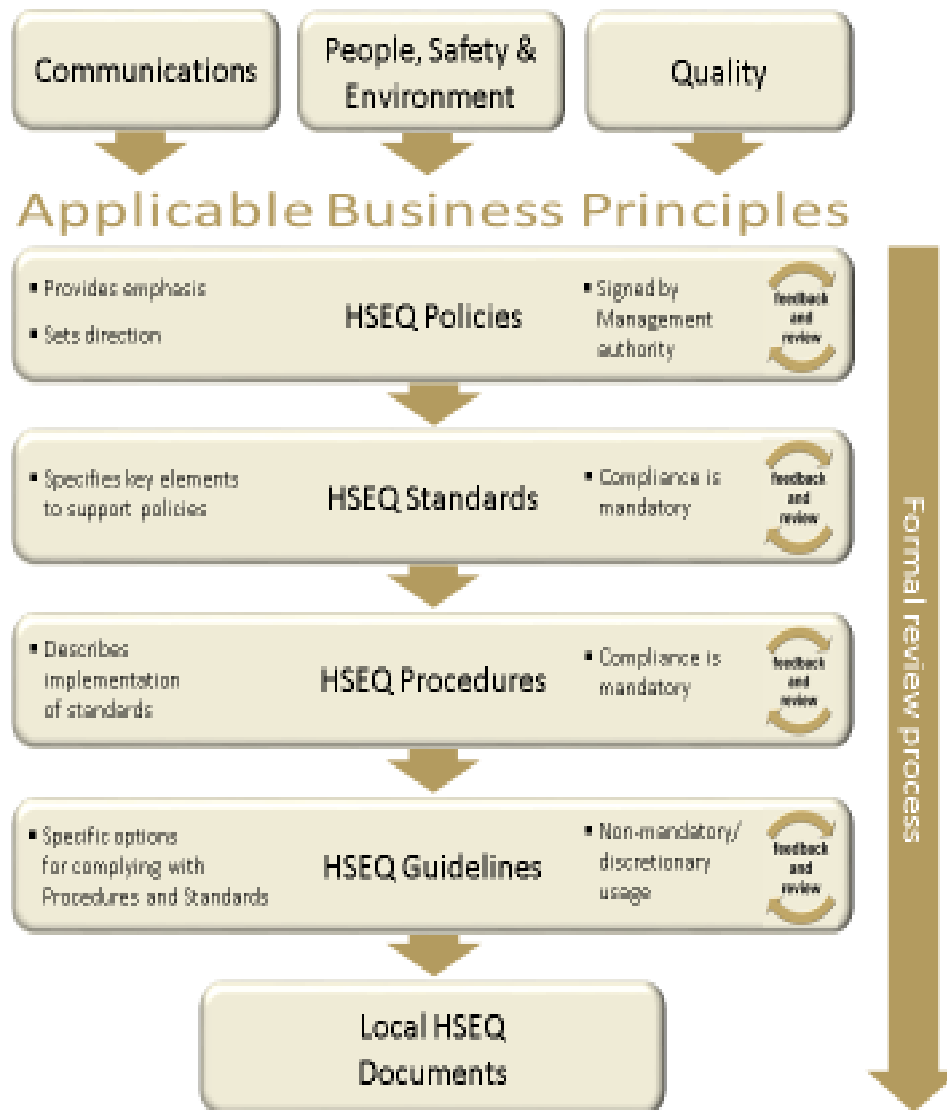 Communications
People, Safety &
Environment
Quality
Applicable Business Principles
▪ Provides emphasis
▪ Sets direction
HSEQ Policies
▪ Signed by
Management
authority
feedback
and
review
▪ Specifies key elements
to support policies
HSEQ Standards
▪ Compliance is
mandatory
feedback
and
review
▪ Describes
implementation
of standards
HSEQ Procedures
▪ Compliance is
mandatory
feedback
and
review
▪ Specific options
for complying with
Procedures and Standards
HSEQ Guidelines
▪ Non-mandatory/
discretionary
usage
feedback
and
review
Local HSEQ
Documents
Formal review process